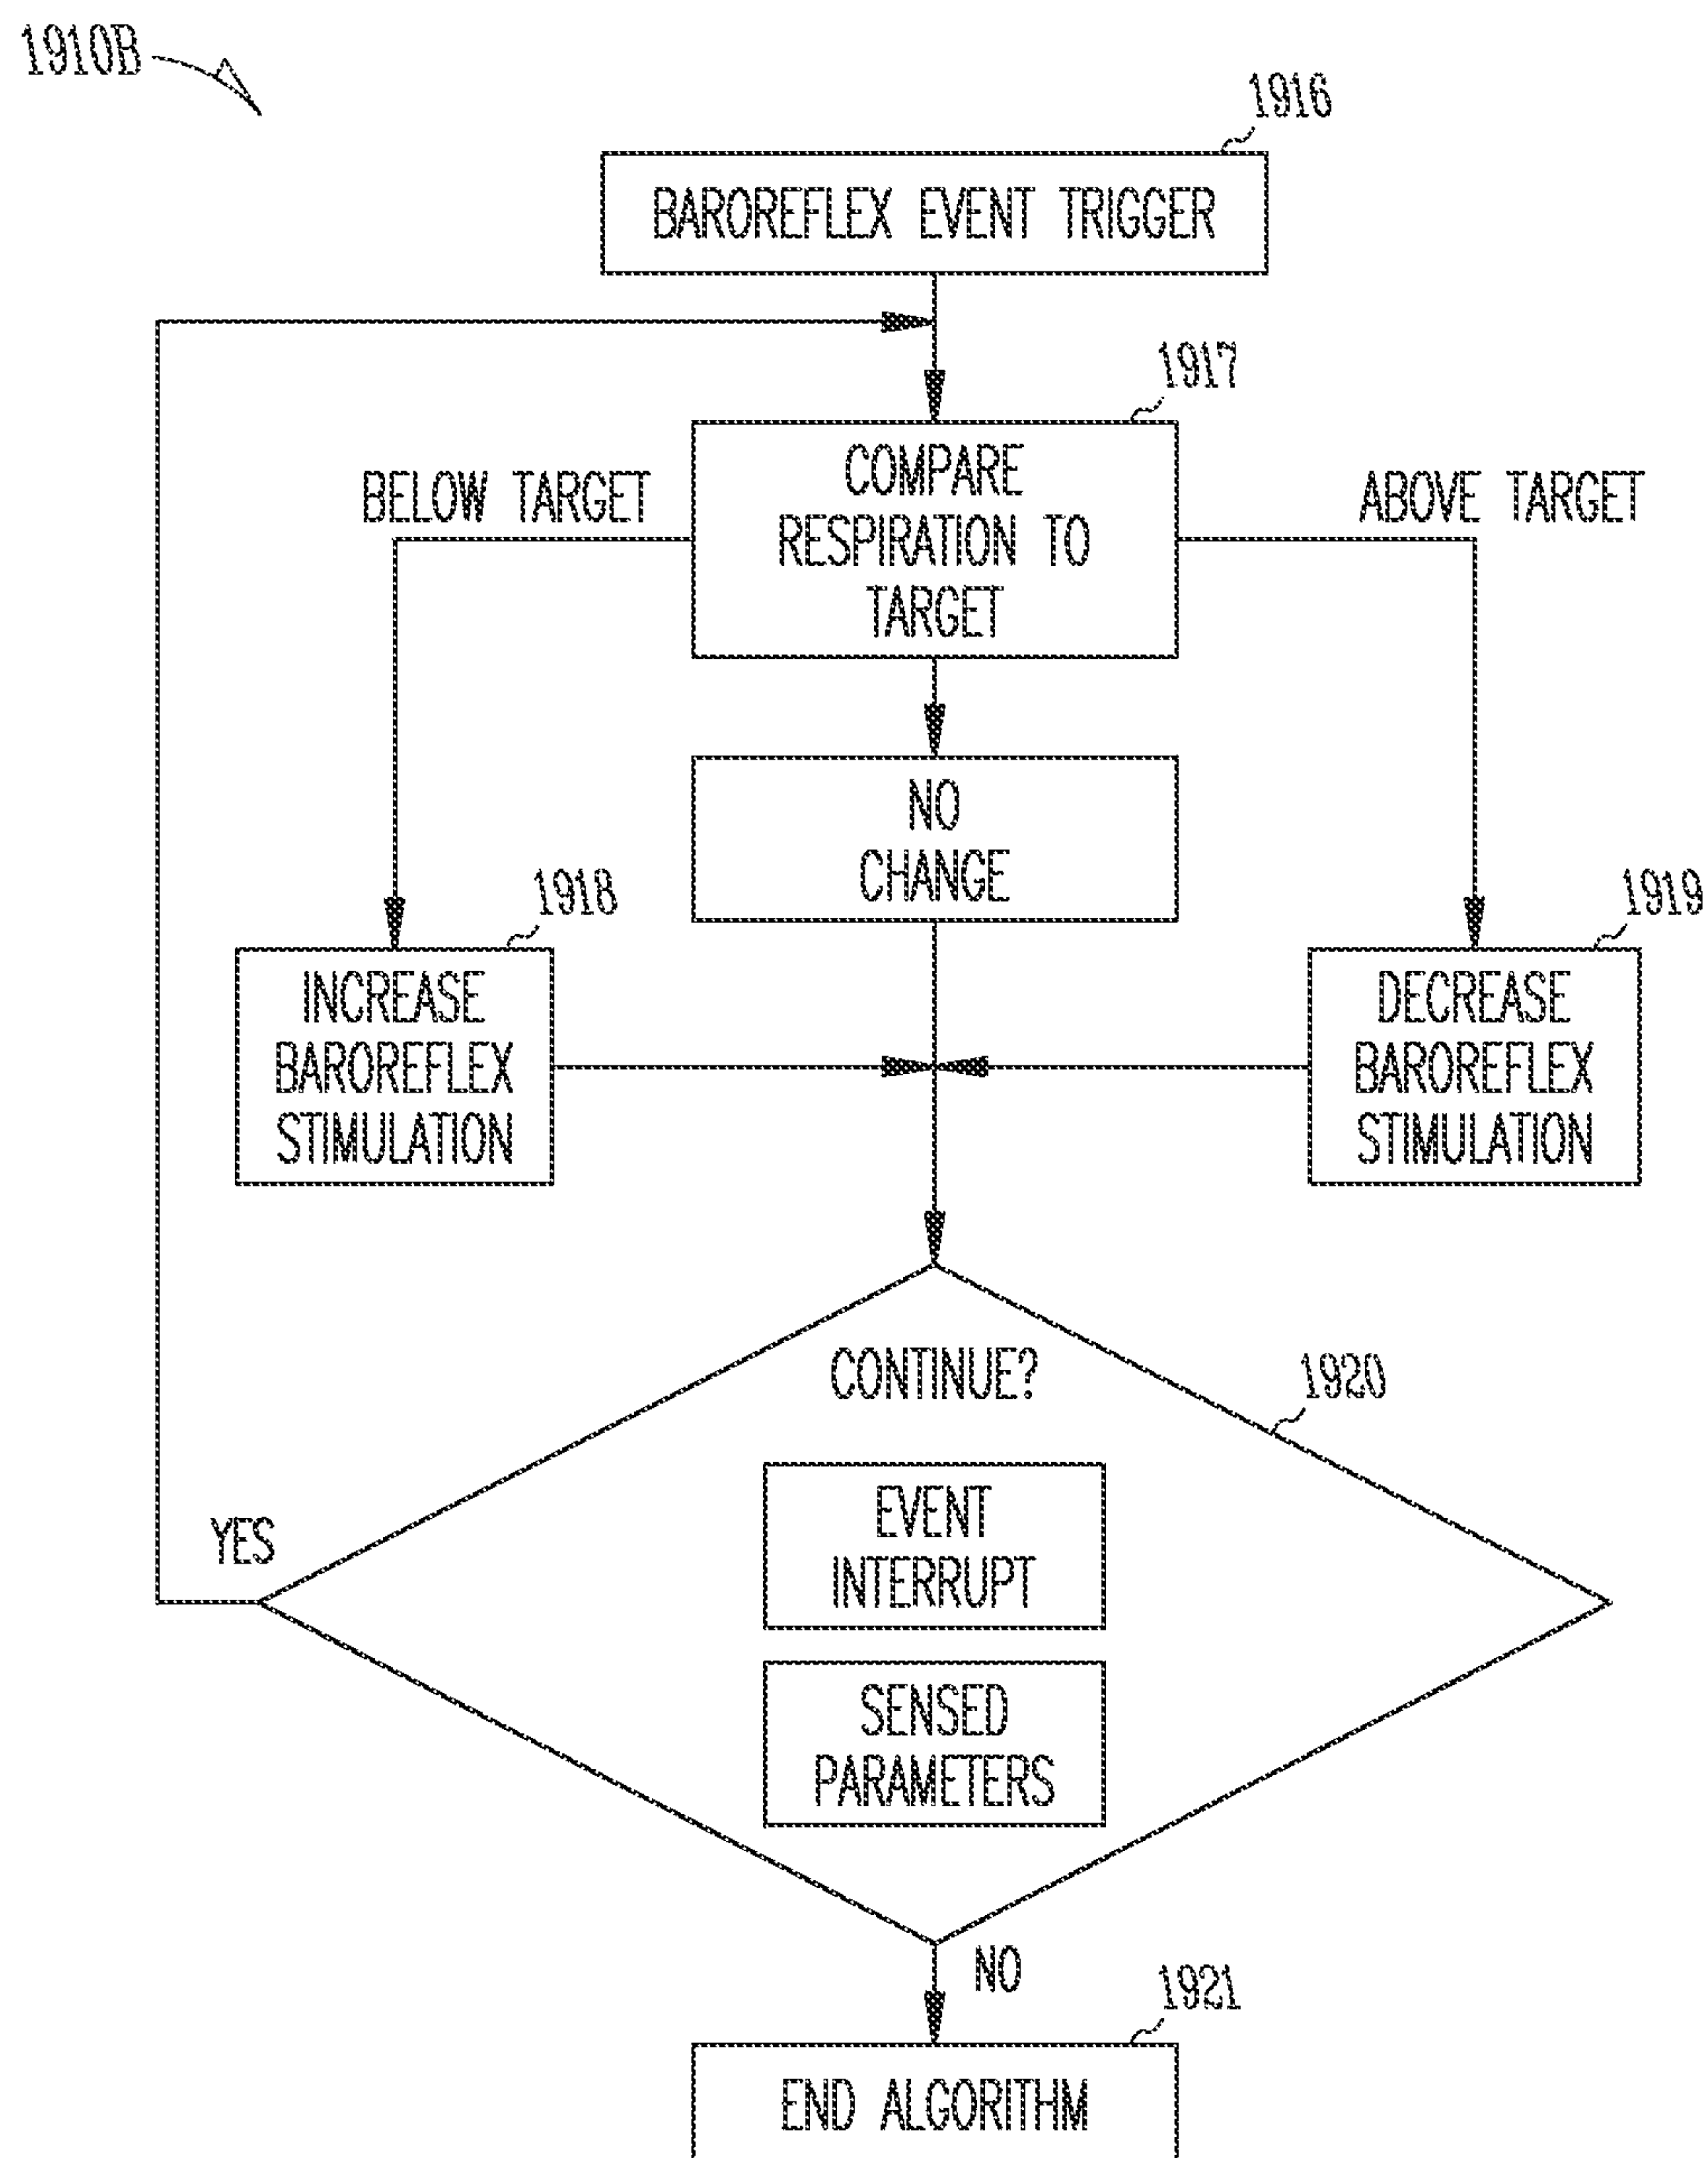 1910B
1916
BAROREFLEX EVENT TRIGGER
1917
COMPARE
RESPIRATION TO
TARGET
BELOW TARGET
ABOVE TARGET
NO
CHANGE
1918
INCREASE
BAROREFLEX
STIMULATION
1919
DECREASE
BAROREFLEX
STIMULATION
CONTINUE?
1920
EVENT
INTERRUPT
YES
SENSED
PARAMETERS
NO
1921
END ALGORITHM